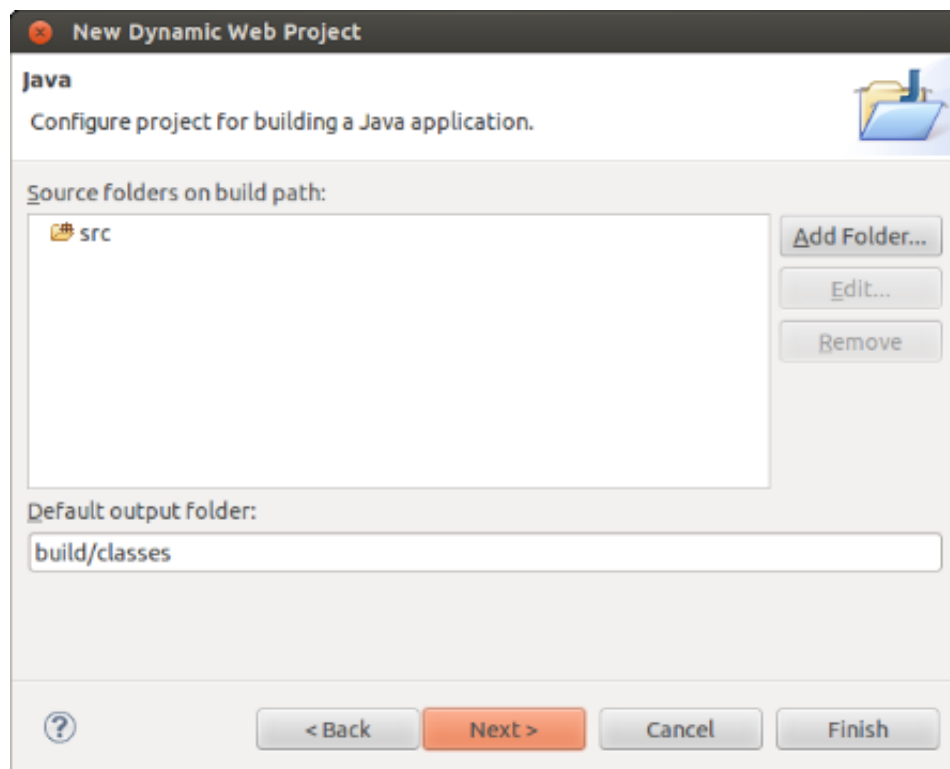 New Dynamic Web Project
Java
Configure project for building a Java application.
Source folders on build path:
src
Add Folder...
Edit...
Remove
Default output folder:
build/classes
? < Back Next > Cancel Finish